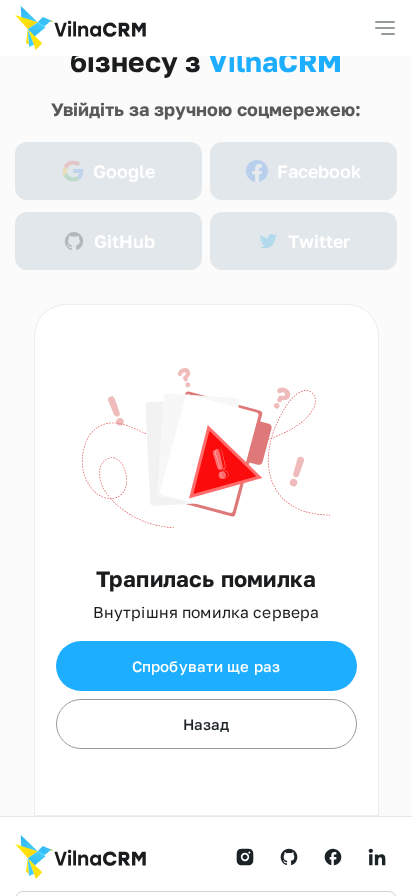 VilnaCRM
бізнесу з VilnaCRM
Увійдіть за зручною соцмережею:
Google
Facebook
GitHub
Twitter
Трапилась помилка
Внутрішня помилка сервера
Спробувати ще раз
Назад
VilnaCRM